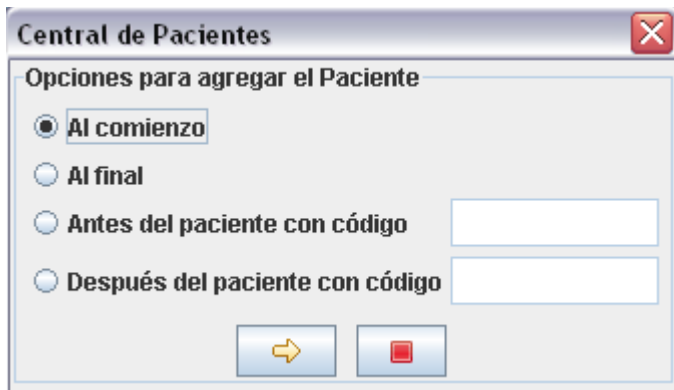 Central de Pacientes
Opciones para agregar el Paciente
Al comienzo
Al final
Antes del paciente con código
Después del paciente con código